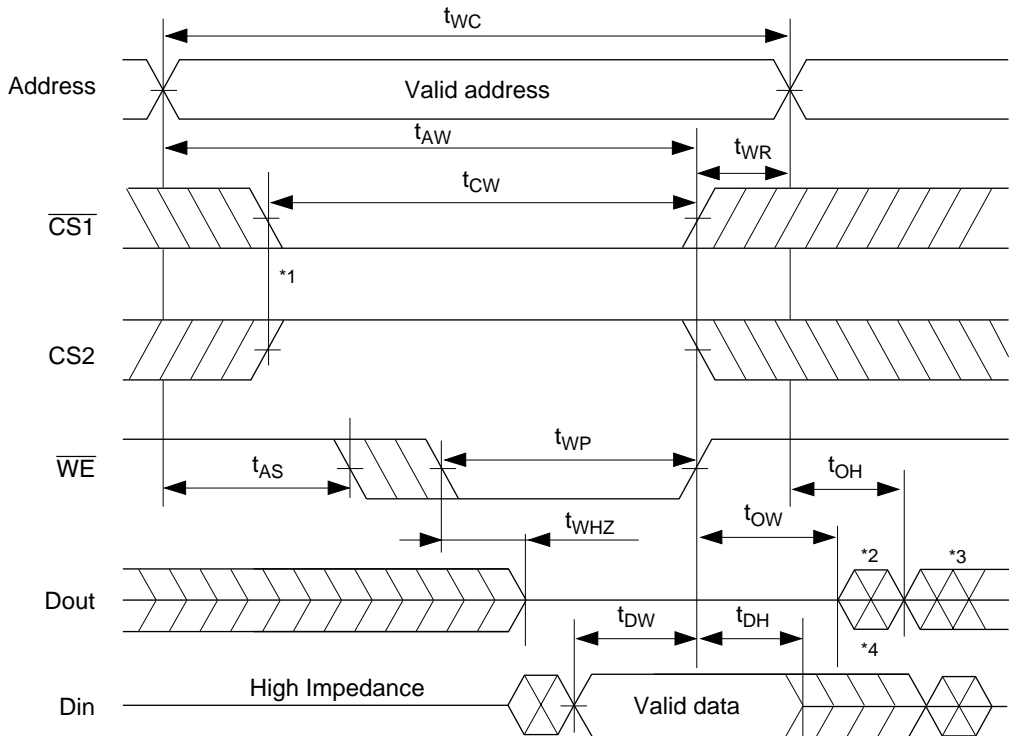 tWC
Address
Valid address
tAW
tWR
tCW
CS1
*1
CS2
WE
tWP
tAS
tOH
tWHZ
tOW
*2
*3
Dout
tDW
tDH
*4
Din
High Impedance
Valid data